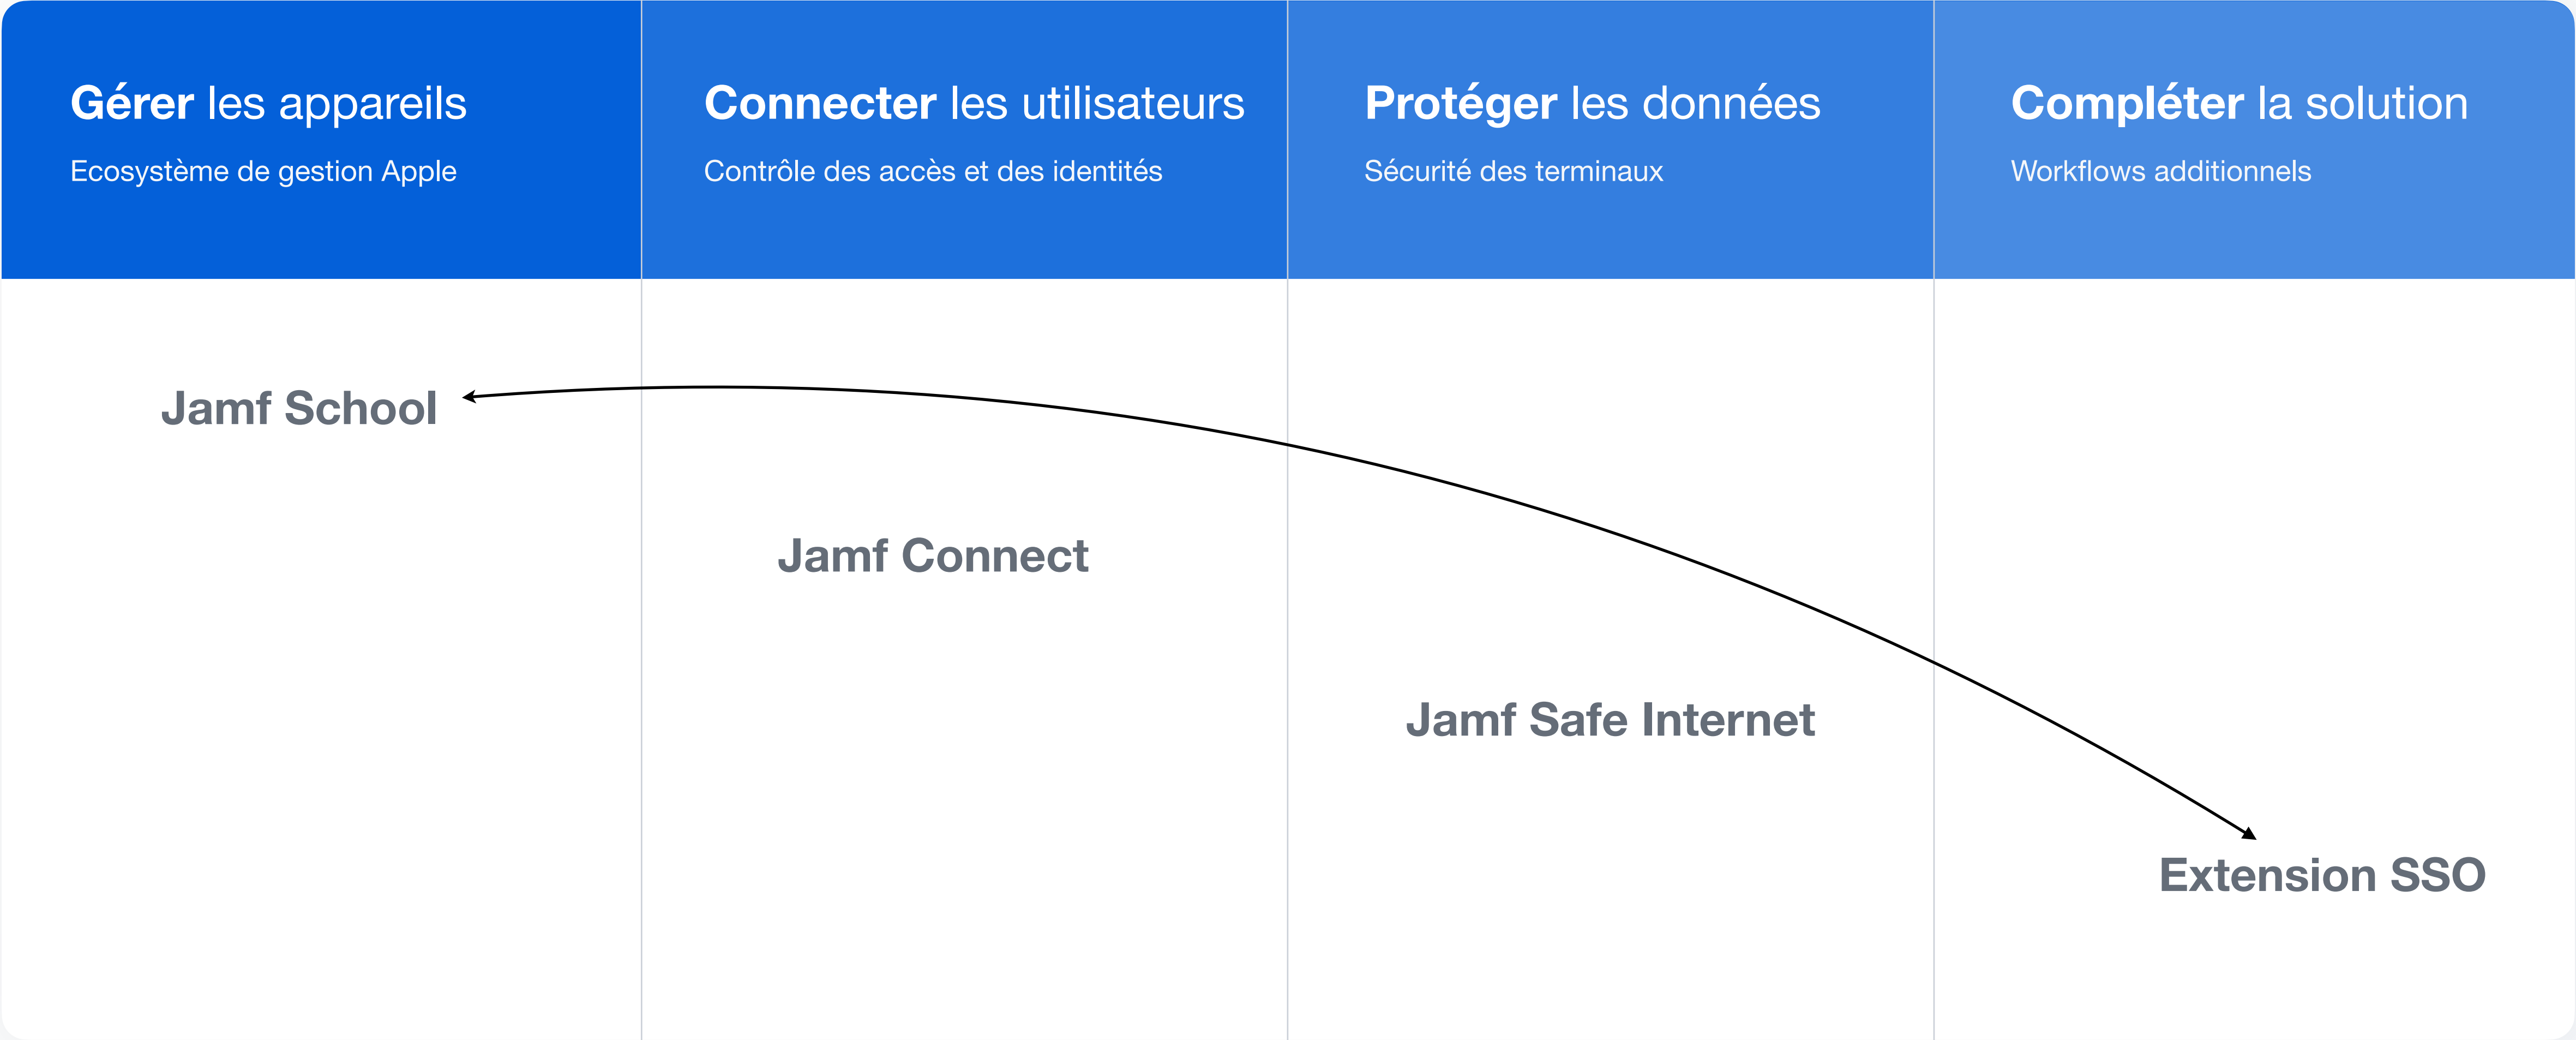 Gérer les appareils
Ecosystème de gestion Apple
Connecter les utilisateurs
Contrôle des accès et des identités
Protéger les données
Sécurité des terminaux
Compléter la solution
Workflows additionnels
Jamf School
Jamf Connect
Jamf Safe Internet
Extension SSO